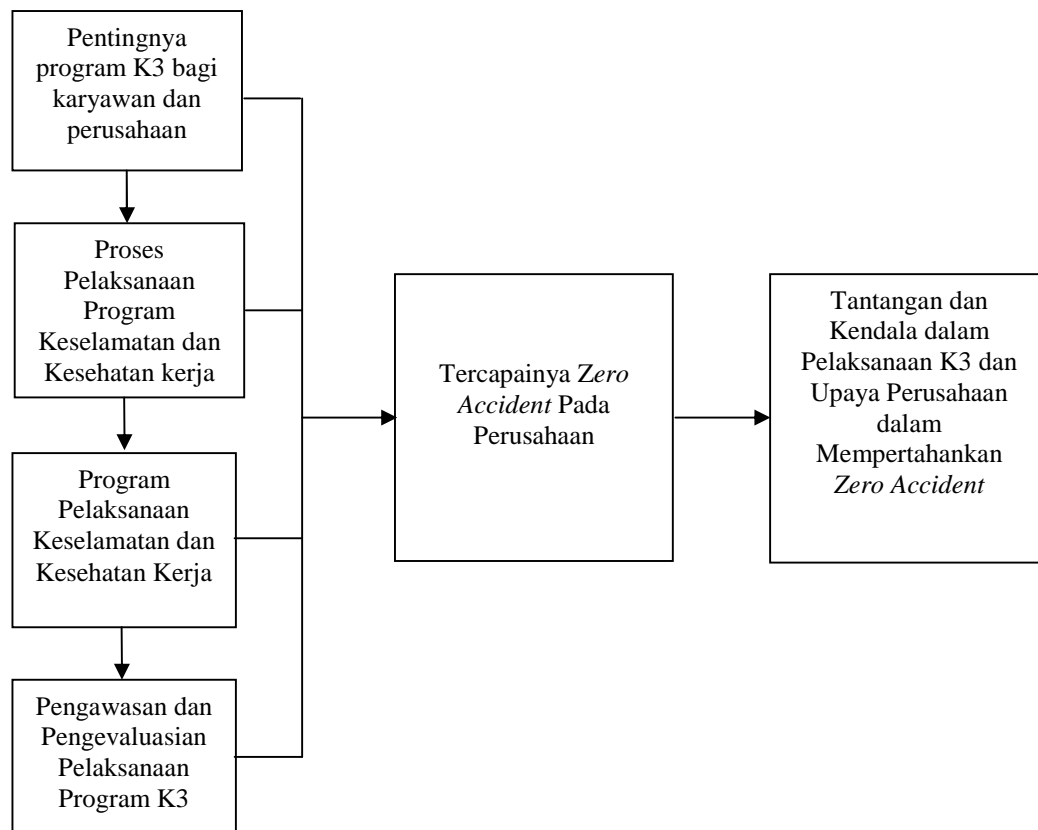 Pentingnya
program K3 bagi
karyawan dan
perusahaan
Proses
Pelaksanaan
Program
Keselamatan dan
Kesehatan kerja
Program
Pelaksanaan
Keselamatan dan
Kesehatan Kerja
Pengawasan dan
Pengevaluasian
Pelaksanaan
Program K3
Tercapainya Zero
Accident Pada
Perusahaan
Tantangan dan
Kendala dalam
Pelaksanaan K3 dan
Upaya Perusahaan
dalam
Mempertahankan
Zero Accident